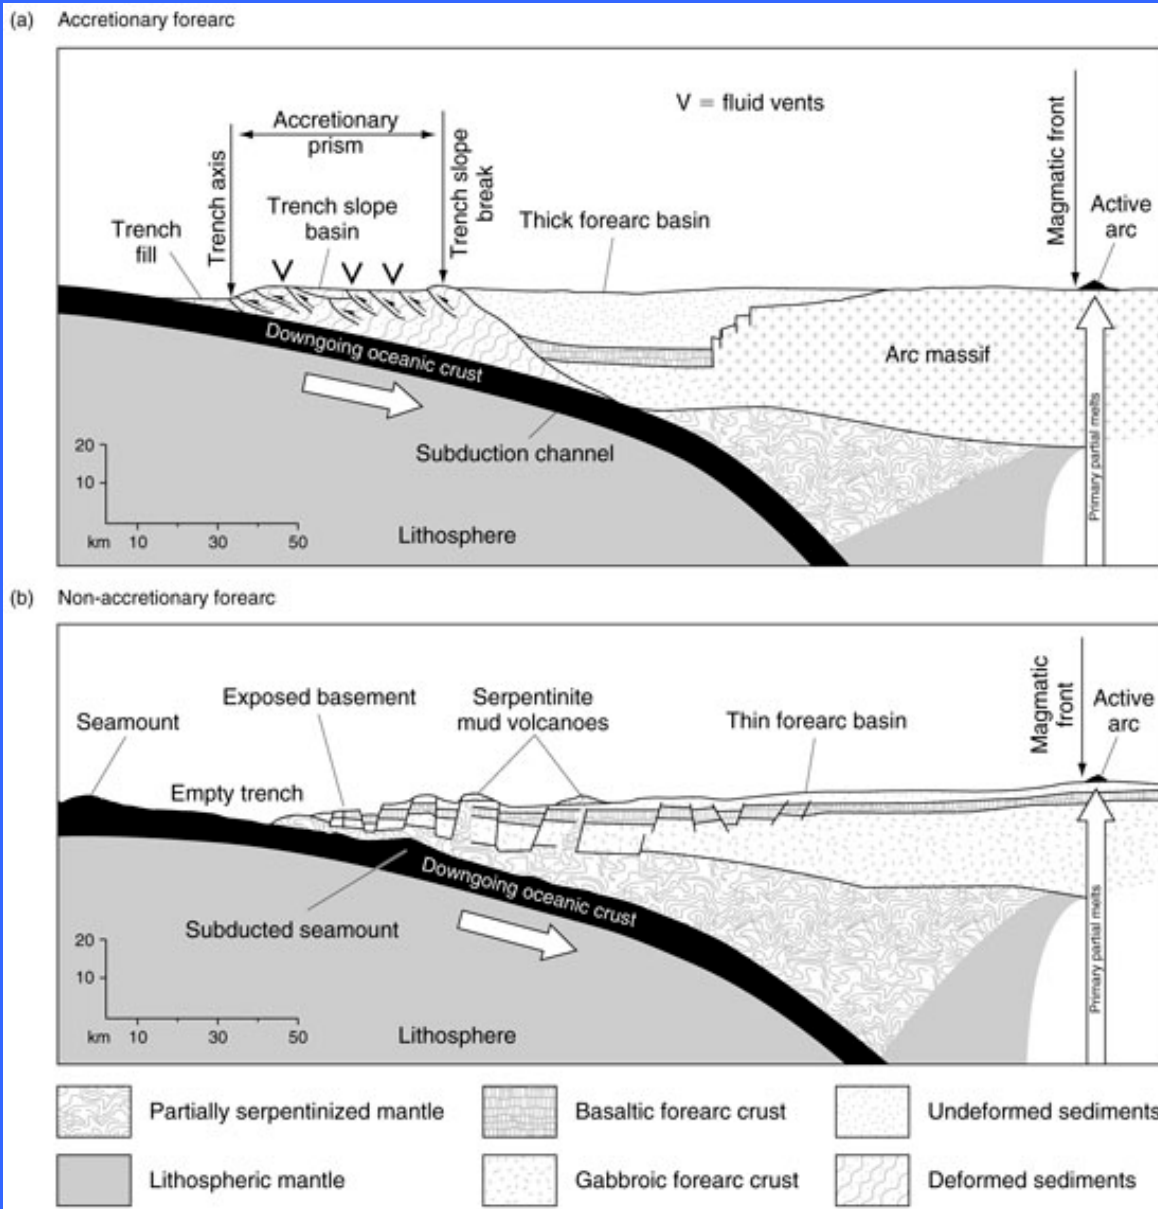 (a) Accretionary forearc
V = fluid vents
Accretionary
prism
Trench axis
Trench slope
break
Magmatic front
Active
arc
Trench slope
basin
Trench
fill
Thick forearc basin
V V V
Downgoing oceanic crust
Arc massif
Subduction channel
Primary partial melts
20
10
km 10 30 50
Lithosphere
(b) Non-accretionary forearc
Magmatic
front
Active
arc
Exposed basement
Serpentinite
mud volcanoes
Seamount
Thin forearc basin
Empty trench
Downgoing oceanic crust
Subducted seamount
Primary partial melts
20
10
km 10 30 50
Lithosphere
Partially serpentinized mantle
Basaltic forearc crust
Undeformed sediments
Lithospheric mantle
Gabbroic forearc crust
Deformed sediments